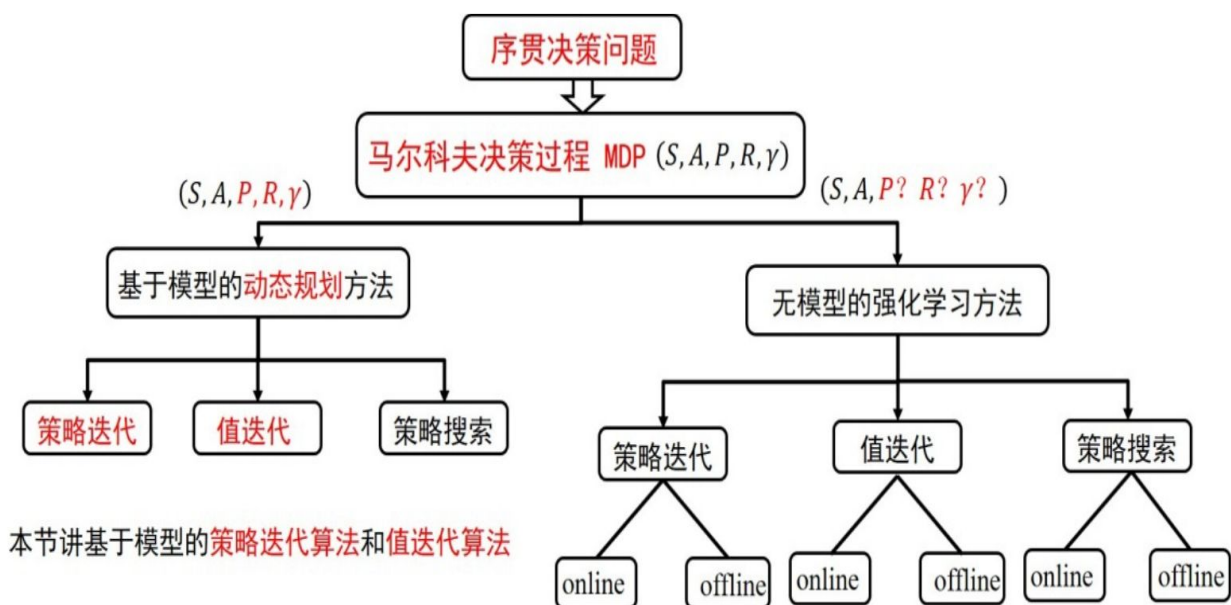 序贯决策问题
马尔科夫决策过程 MDP (S, A, P, R, γ)
(S, A, P, R, γ)
(S, A, P? R? γ? )
基于模型的动态规划方法
无模型的强化学习方法
策略迭代
值迭代
策略搜索
策略迭代
值迭代
策略搜索
本节讲基于模型的策略迭代算法和值迭代算法
online
offline
online
offline
online
offline